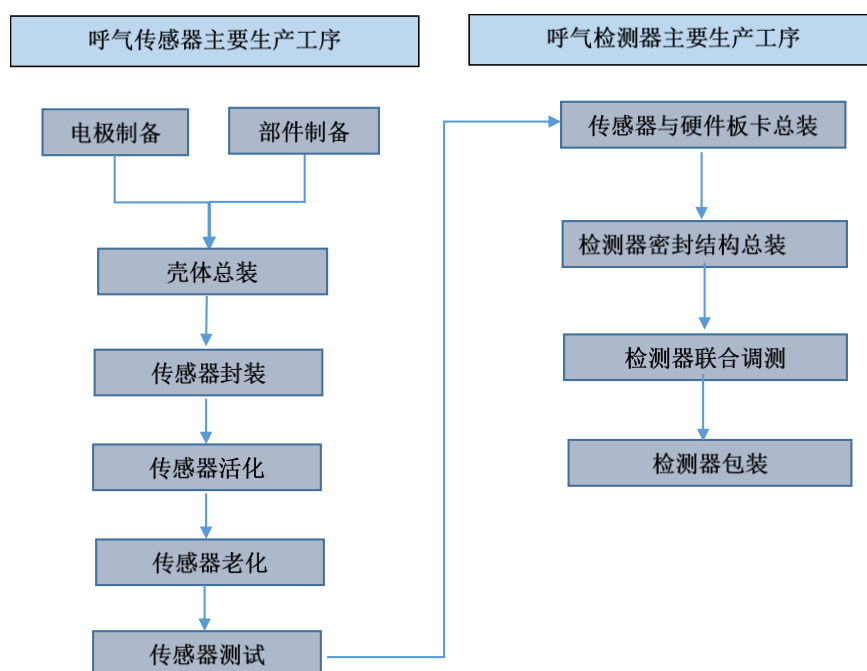 呼气传感器主要生产工序
电极制备
部件制备
壳体总装
传感器封装
传感器活化
传感器老化
传感器测试
呼气检测器主要生产工序
传感器与硬件板卡总装
检测器密封结构总装
检测器联合调测
检测器包装